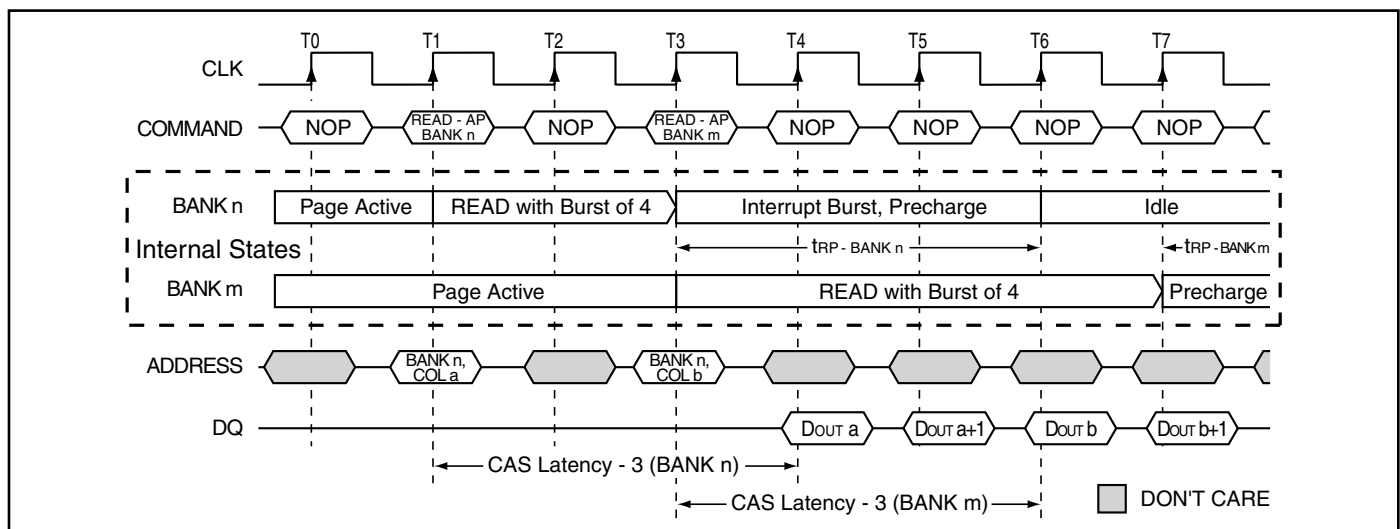 T0 T1 T2 T3 T4 T5 T6 T7
CLK
COMMAND NOP READ - AP BANK n NOP READ - AP BANK m NOP NOP NOP NOP
BANK n Page Active READ with Burst of 4 Interrupt Burst, Precharge Idle
Internal States tRP - BANK n tRP - BANK m
BANK m Page Active READ with Burst of 4 Precharge
ADDRESS BANK n, COL a BANK n, COL b
DQ DOUT a DOUT a+1 DOUT b DOUT b+1
CAS Latency - 3 (BANK n)
CAS Latency - 3 (BANK m) DON'T CARE